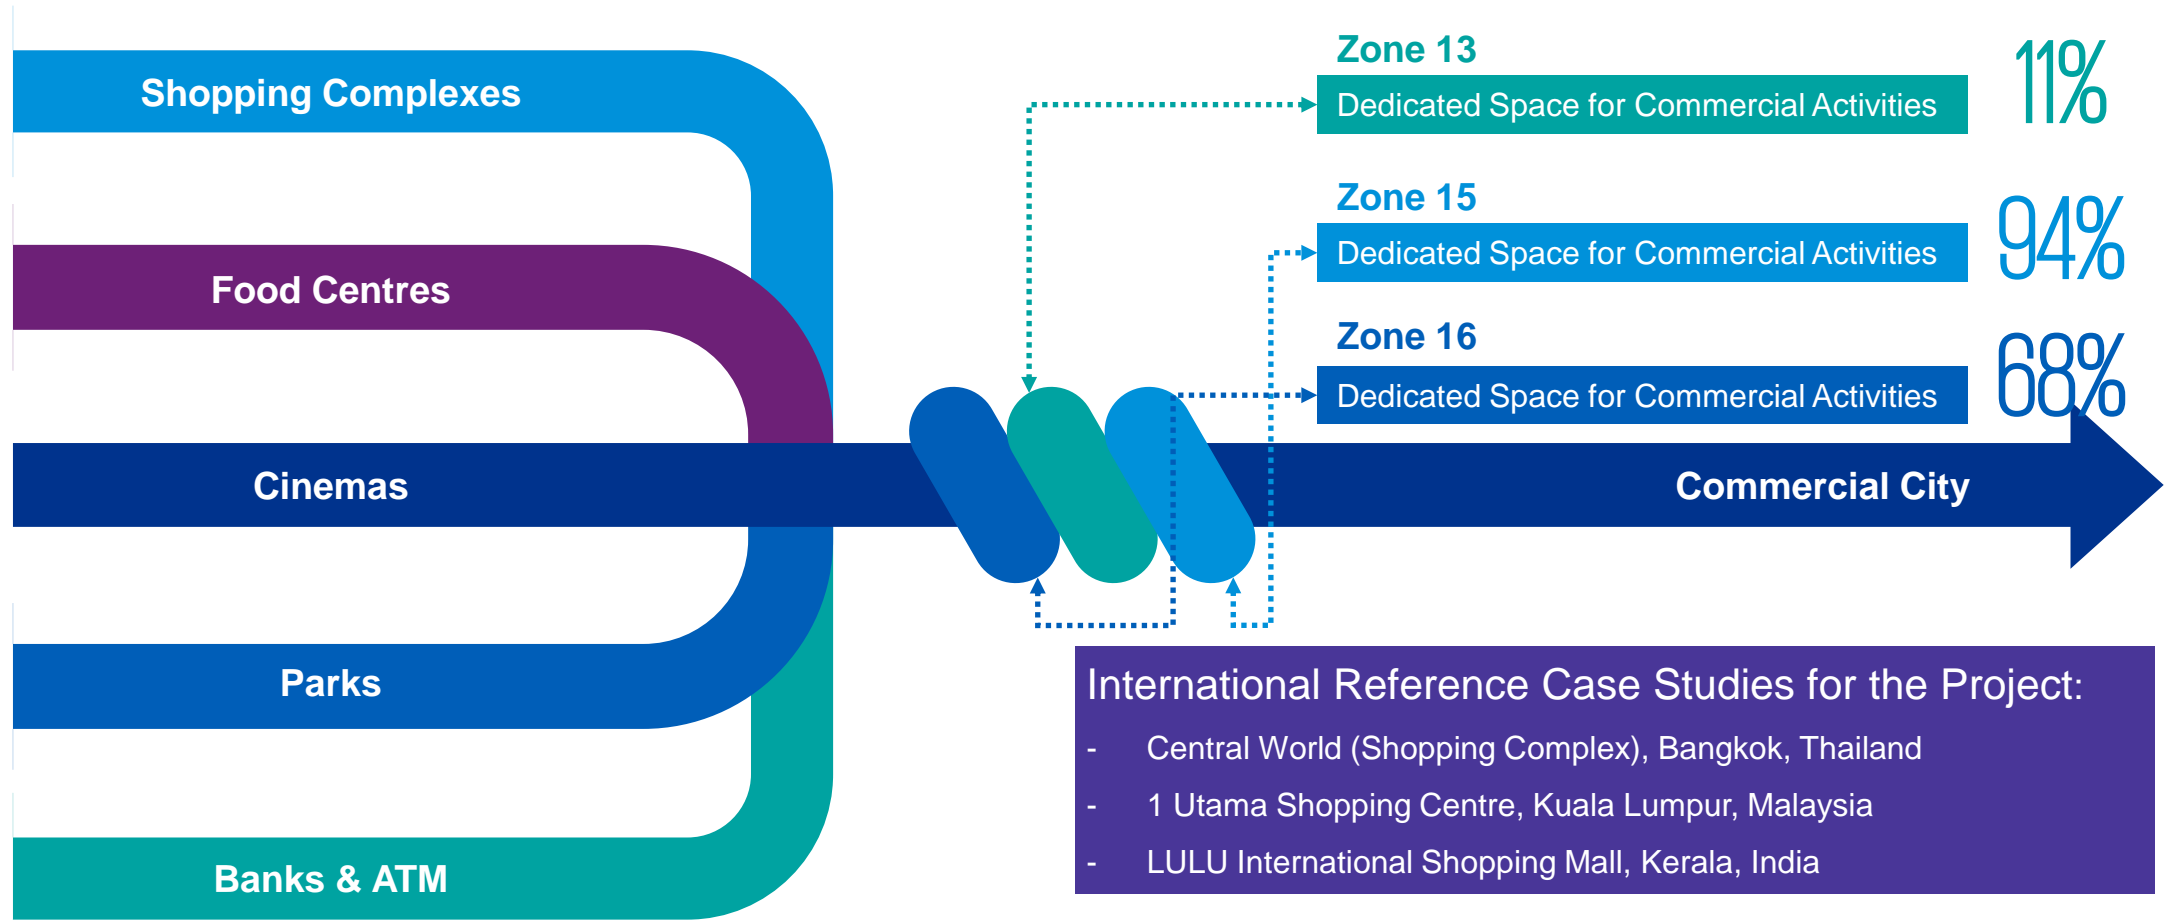 Shopping Complexes
Food Centres
Cinemas
Parks
Banks & ATM
Zone 13
Dedicated Space for Commercial Activities
11%
Zone 15
Dedicated Space for Commercial Activities
94%
Zone 16
Dedicated Space for Commercial Activities
68%
Commercial City
International Reference Case Studies for the Project:
- Central World (Shopping Complex), Bangkok, Thailand
- 1 Utama Shopping Centre, Kuala Lumpur, Malaysia
- LULU International Shopping Mall, Kerala, India